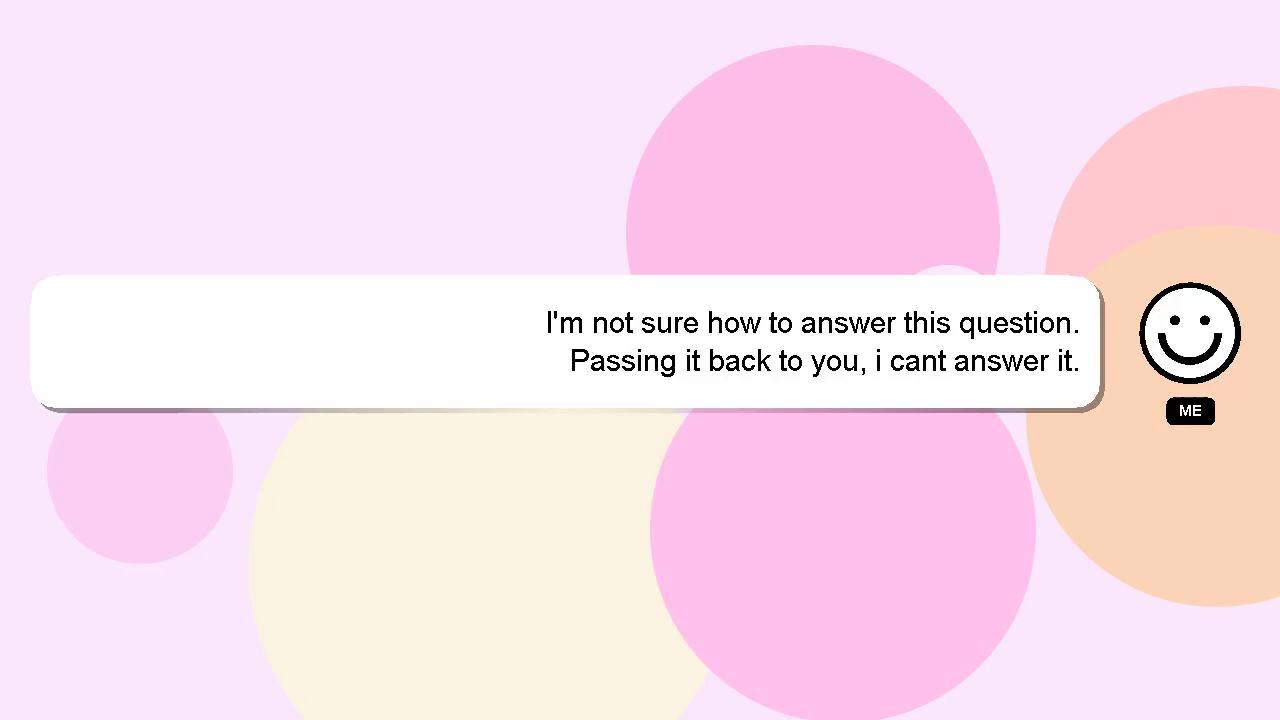 I'm not sure how to answer this question.
Passing it back to you, i cant answer it.
ME